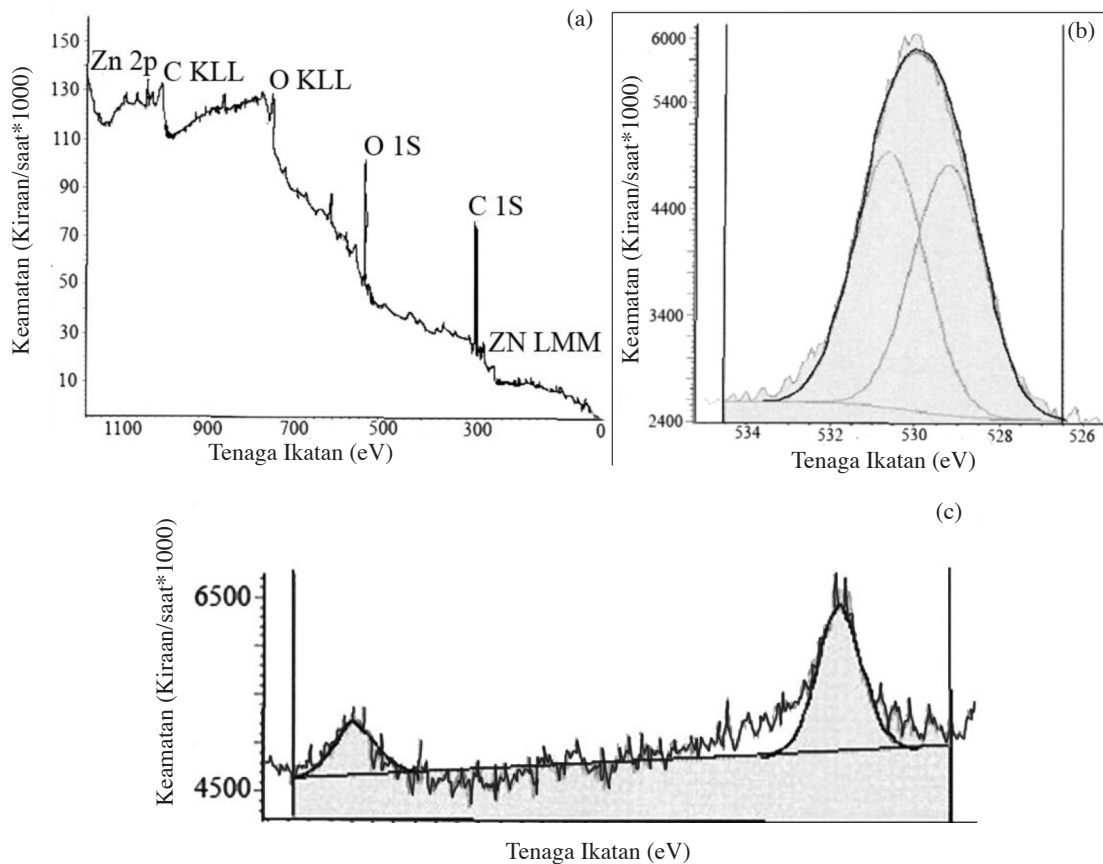 (a)
Keamatan (Kiraan/saat*1000)
150
130
110
90
70
50
30
10
Zn 2p
C KLL
O KLL
O 1S
C 1S
ZN LMM
1100 900 700 500 300 0
Tenaga Ikatan (eV)
(b)
Keamatan (Kiraan/saat*1000)
6000
5400
4400
3400
2400
534 532 530 528 526
Tenaga Ikatan (eV)
(c)
Keamatan (Kiraan/saat*1000)
6500
4500
Tenaga Ikatan (eV)